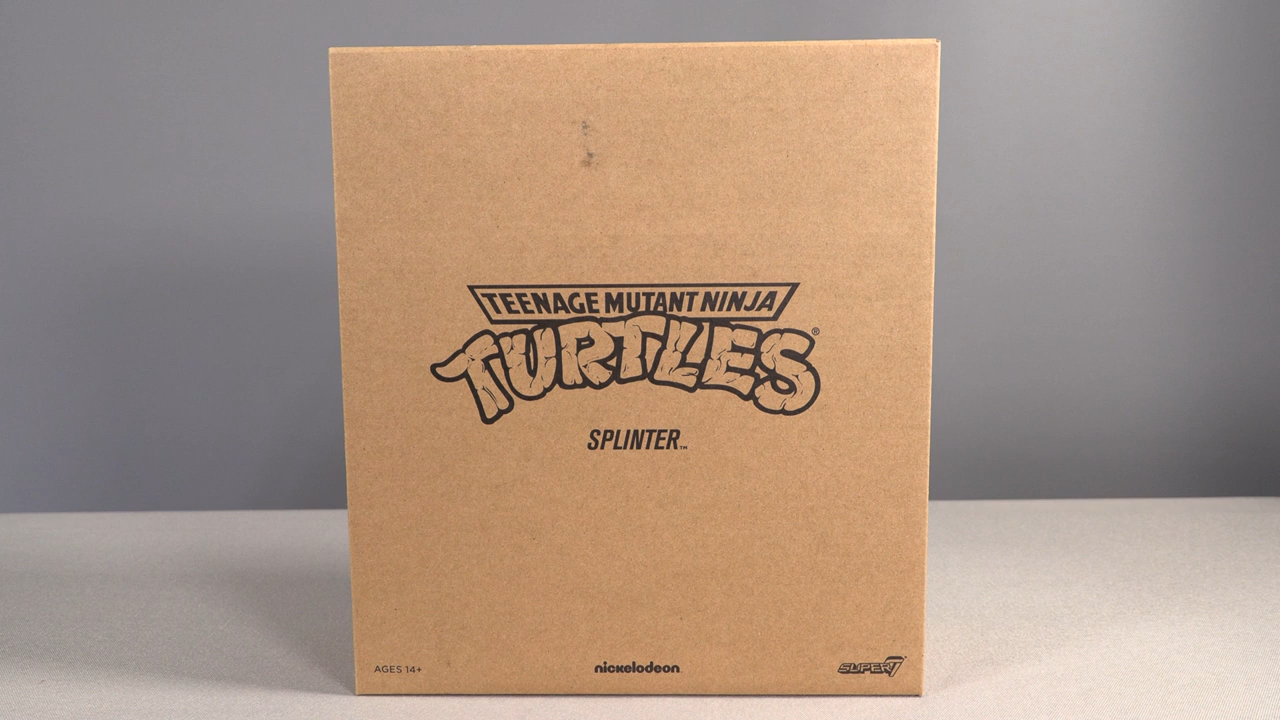 TEENAGE MUTANT NINJA
TURTLES®
SPLINTER™
AGES 14+
nickelodeon
SUPER7®